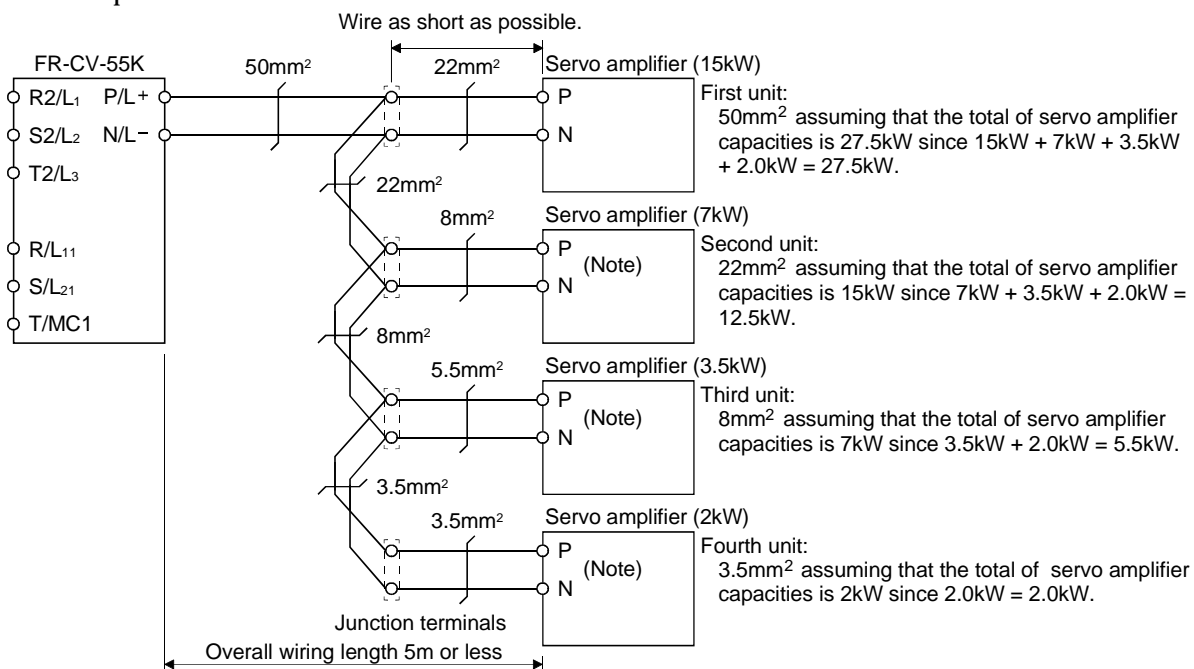 Wire as short as possible.
FR-CV-55K
50mm²
22mm²
Servo amplifier (15kW)
R2/L1 P/L+
S2/L2 N/L−
T2/L3
R/L11
S/L21
T/MC1
P
N
First unit:
50mm² assuming that the total of servo amplifier
capacities is 27.5kW since 15kW + 7kW + 3.5kW
+ 2.0kW = 27.5kW.
22mm²
8mm²
Servo amplifier (7kW)
P
(Note)
N
Second unit:
22mm² assuming that the total of servo amplifier
capacities is 15kW since 7kW + 3.5kW + 2.0kW =
12.5kW.
8mm²
5.5mm²
Servo amplifier (3.5kW)
P
(Note)
N
Third unit:
8mm² assuming that the total of servo amplifier
capacities is 7kW since 3.5kW + 2.0kW = 5.5kW.
3.5mm²
3.5mm²
Servo amplifier (2kW)
P
(Note)
N
Fourth unit:
3.5mm² assuming that the total of servo amplifier
capacities is 2kW since 2.0kW = 2.0kW.
Junction terminals
Overall wiring length 5m or less